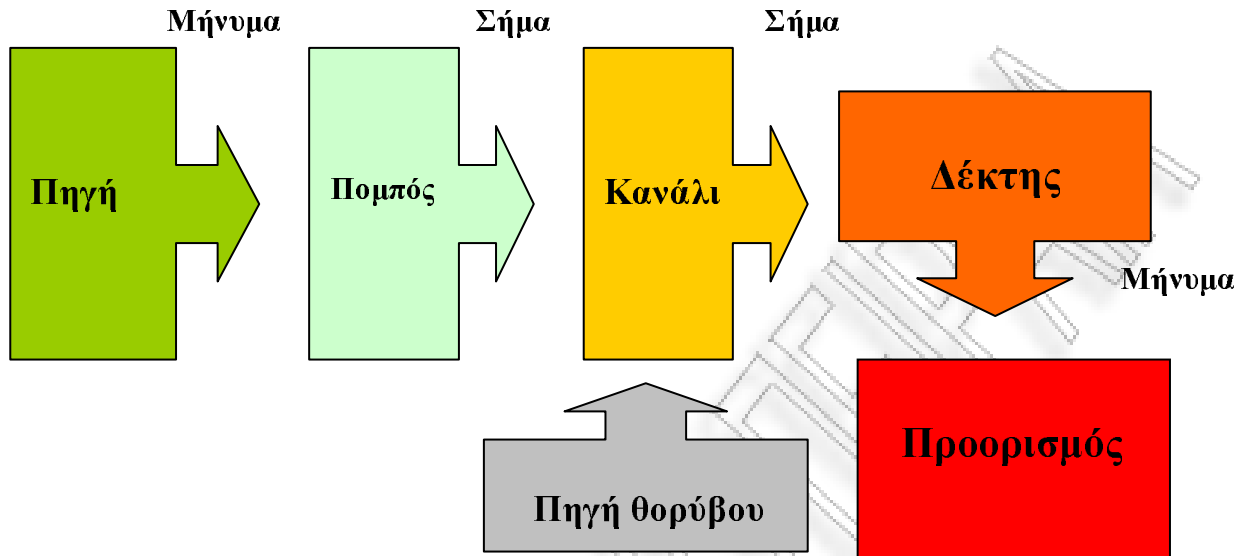 Μήνυμα
Σήμα
Σήμα
Πηγή
Πομπός
Κανάλι
Δέκτης
Μήνυμα
Προορισμός
Πηγή θορύβου